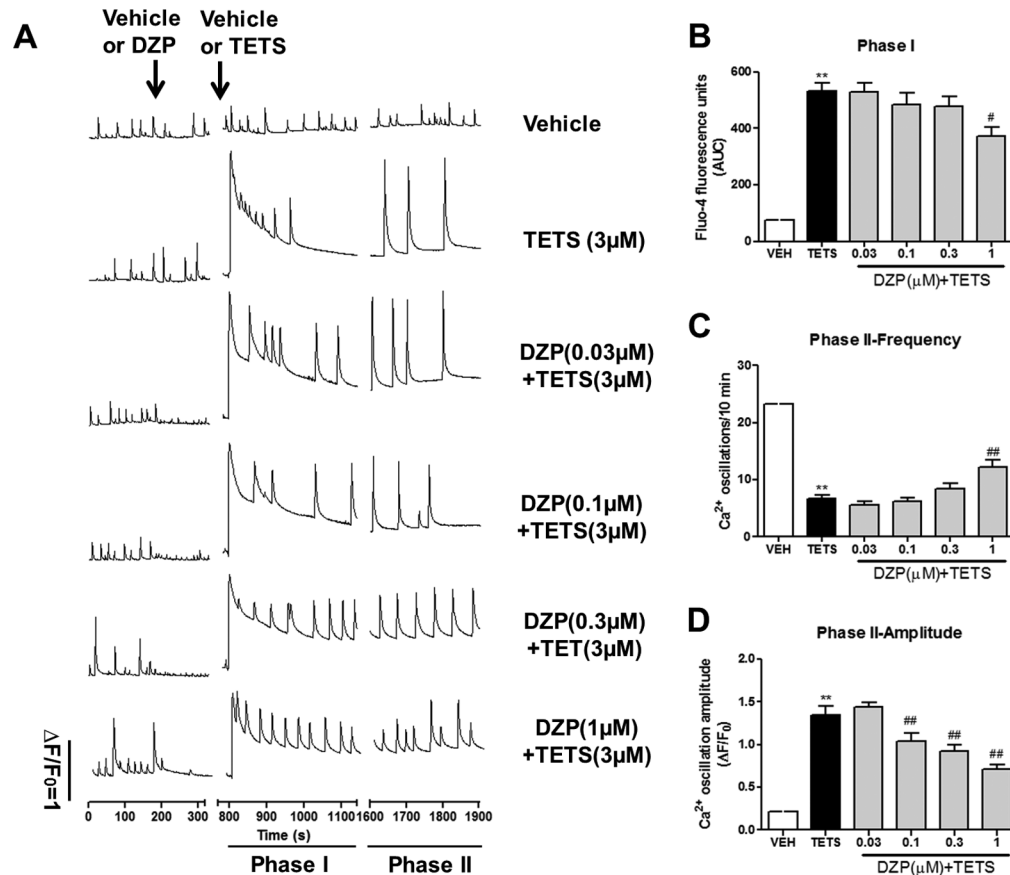 A
Vehicle
or DZP
Vehicle
or TETS
Vehicle
TETS (3µM)
DZP(0.03µM)
+TETS(3µM)
DZP(0.1µM)
+TETS(3µM)
DZP(0.3µM)
+TET(3µM)
DZP(1µM)
+TETS(3µM)
ΔF/F0=1
0 100 200 300 800 900 1000 1100 1600 1700 1800 1900
Time (s)
Phase I
Phase II
B
Phase I
Fluo-4 fluorescence units
(AUC)
600
400
200
0
**
#
VEH TETS 0.03 0.1 0.3 1
DZP(µM)+TETS
C
Phase II-Frequency
Ca2+ oscillations/10 min
30
20
10
0
**
##
VEH TETS 0.03 0.1 0.3 1
DZP(µM)+TETS
D
Phase II-Amplitude
Ca2+ oscillation amplitude
(ΔF/F0)
2.0
1.5
1.0
0.5
0.0
**
##
##
##
VEH TETS 0.03 0.1 0.3 1
DZP(µM)+TETS